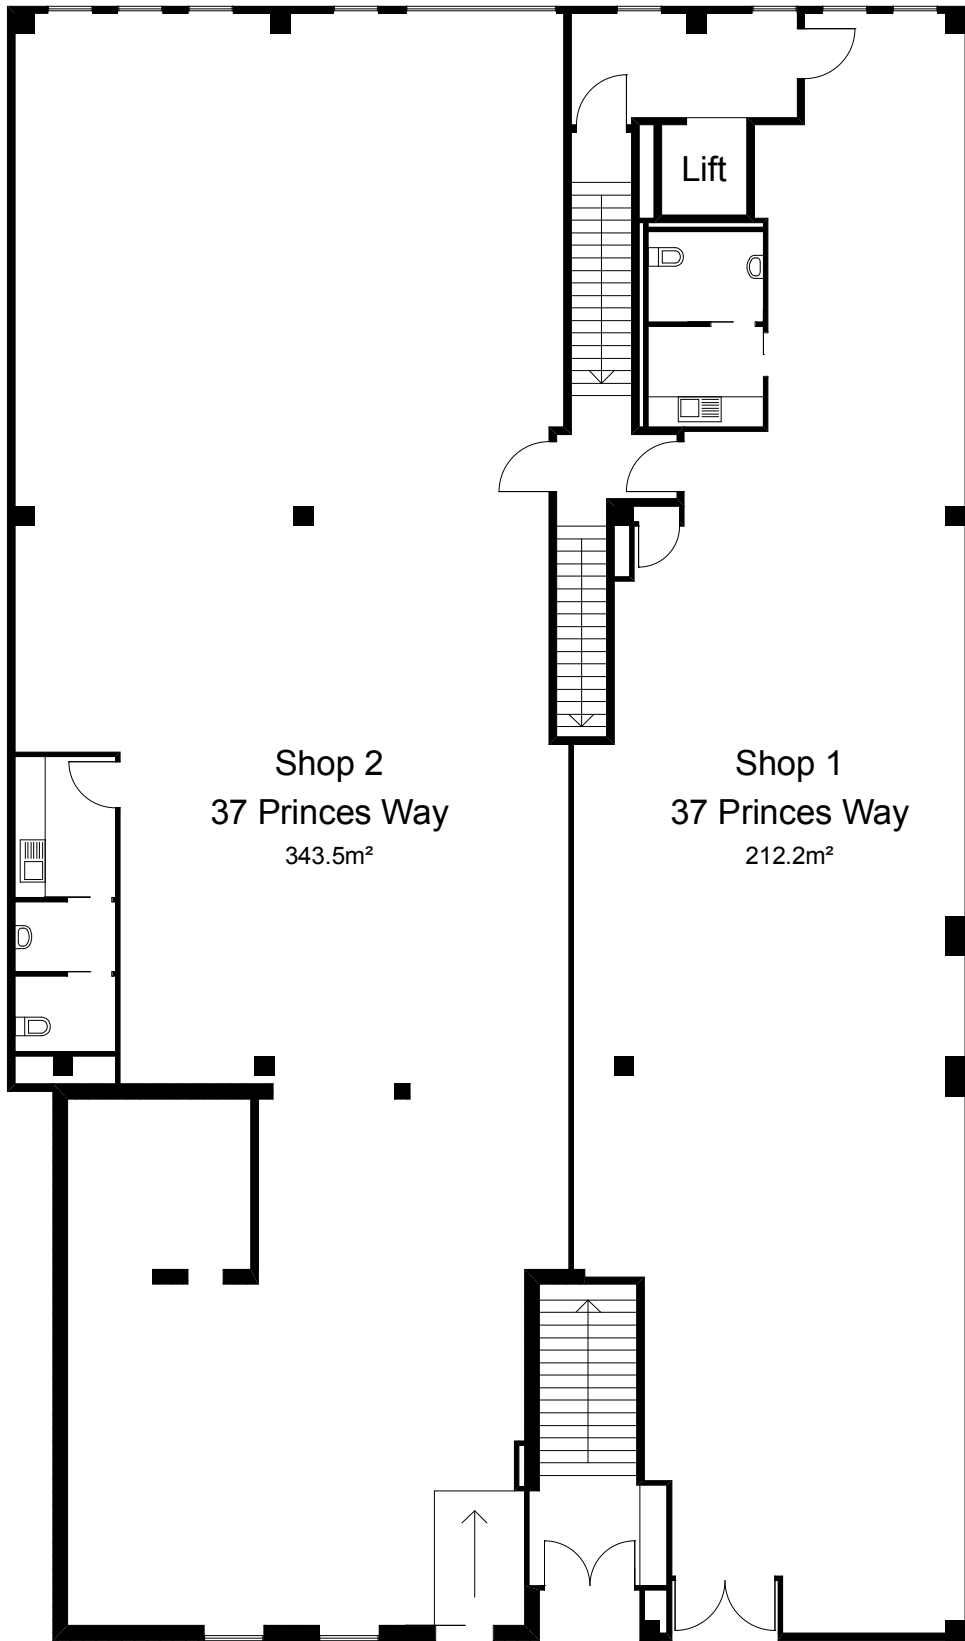 Lift
Shop 2
37 Princes Way
343.5m²
Shop 1
37 Princes Way
212.2m²